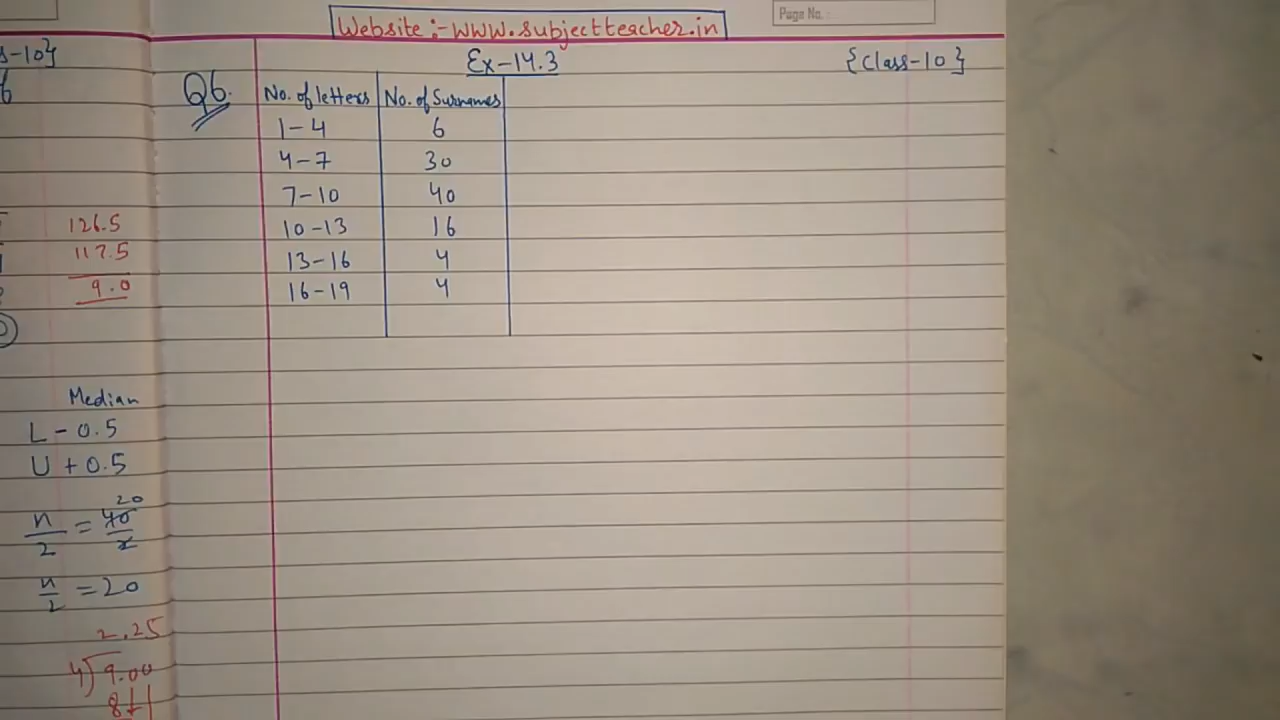 Page No. :
Website :- www.subjectteacher.in
s-10}
Ex-14.3
{Class-10}
Q6.
No. of letters No. of Surnames
1-4 6
4-7 30
7-10 40
10-13 16
13-16 4
16-19 4
126.5
117.5
9.0
Median
L - 0.5
U + 0.5
20
n/2 = 40/2
n/2 = 20
2.25
4)9.00
8